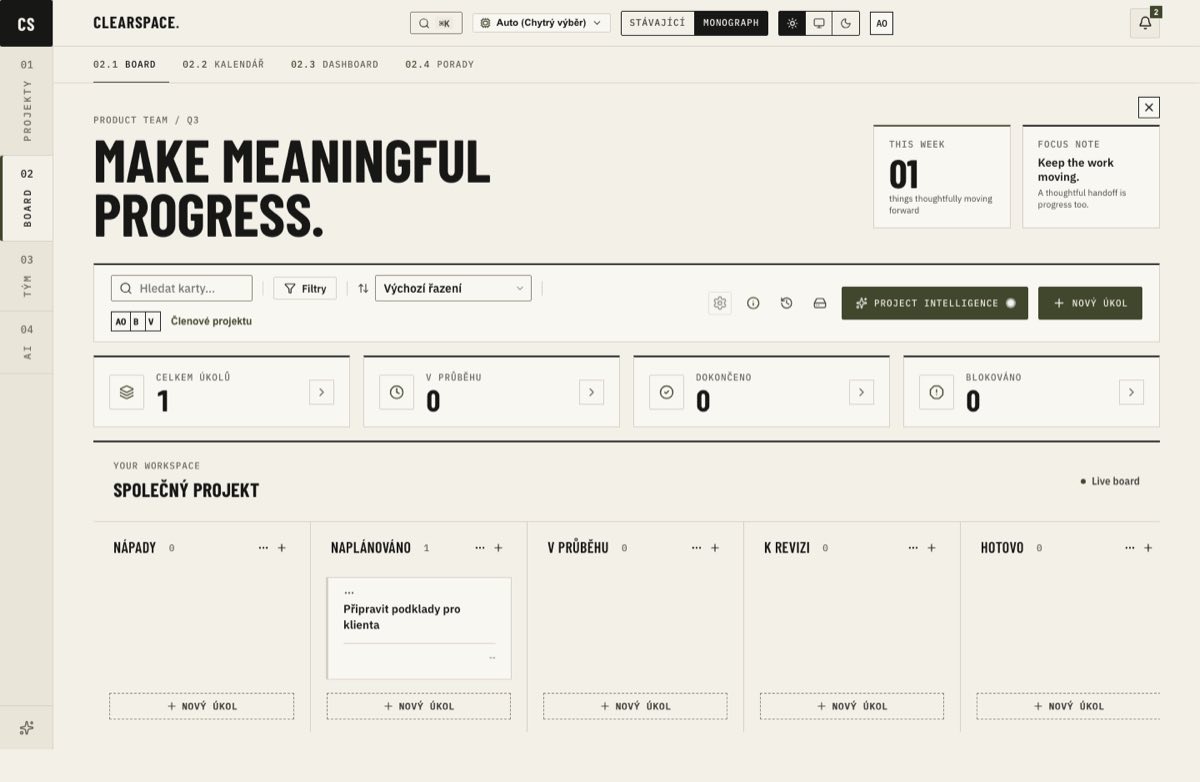 CS
CLEARSPACE.
⌘K
Auto (Chytrý výběr)
STÁVAJÍCÍ
MONOGRAPH
AO
2
01
PROJEKTY
02
BOARD
03
TÝM
04
AI
02.1 BOARD
02.2 KALENDÁŘ
02.3 DASHBOARD
02.4 PORADY
PRODUCT TEAM / Q3
MAKE MEANINGFUL
PROGRESS.
THIS WEEK
01
things thoughtfully moving
forward
FOCUS NOTE
Keep the work
moving.
A thoughtful handoff is
progress too.
Hledat karty...
Filtry
Výchozí řazení
AO B V
Členové projektu
PROJECT INTELLIGENCE
+ NOVÝ ÚKOL
CELKEM ÚKOLŮ
1
V PRŮBĚHU
0
DOKONČENO
0
BLOKOVÁNO
0
YOUR WORKSPACE
SPOLEČNÝ PROJEKT
Live board
NÁPADY 0
NAPLÁNOVÁNO 1
V PRŮBĚHU 0
K REVIZI 0
HOTOVO 0
Připravit podklady pro
klienta
--
+ NOVÝ ÚKOL
+ NOVÝ ÚKOL
+ NOVÝ ÚKOL
+ NOVÝ ÚKOL
+ NOVÝ ÚKOL